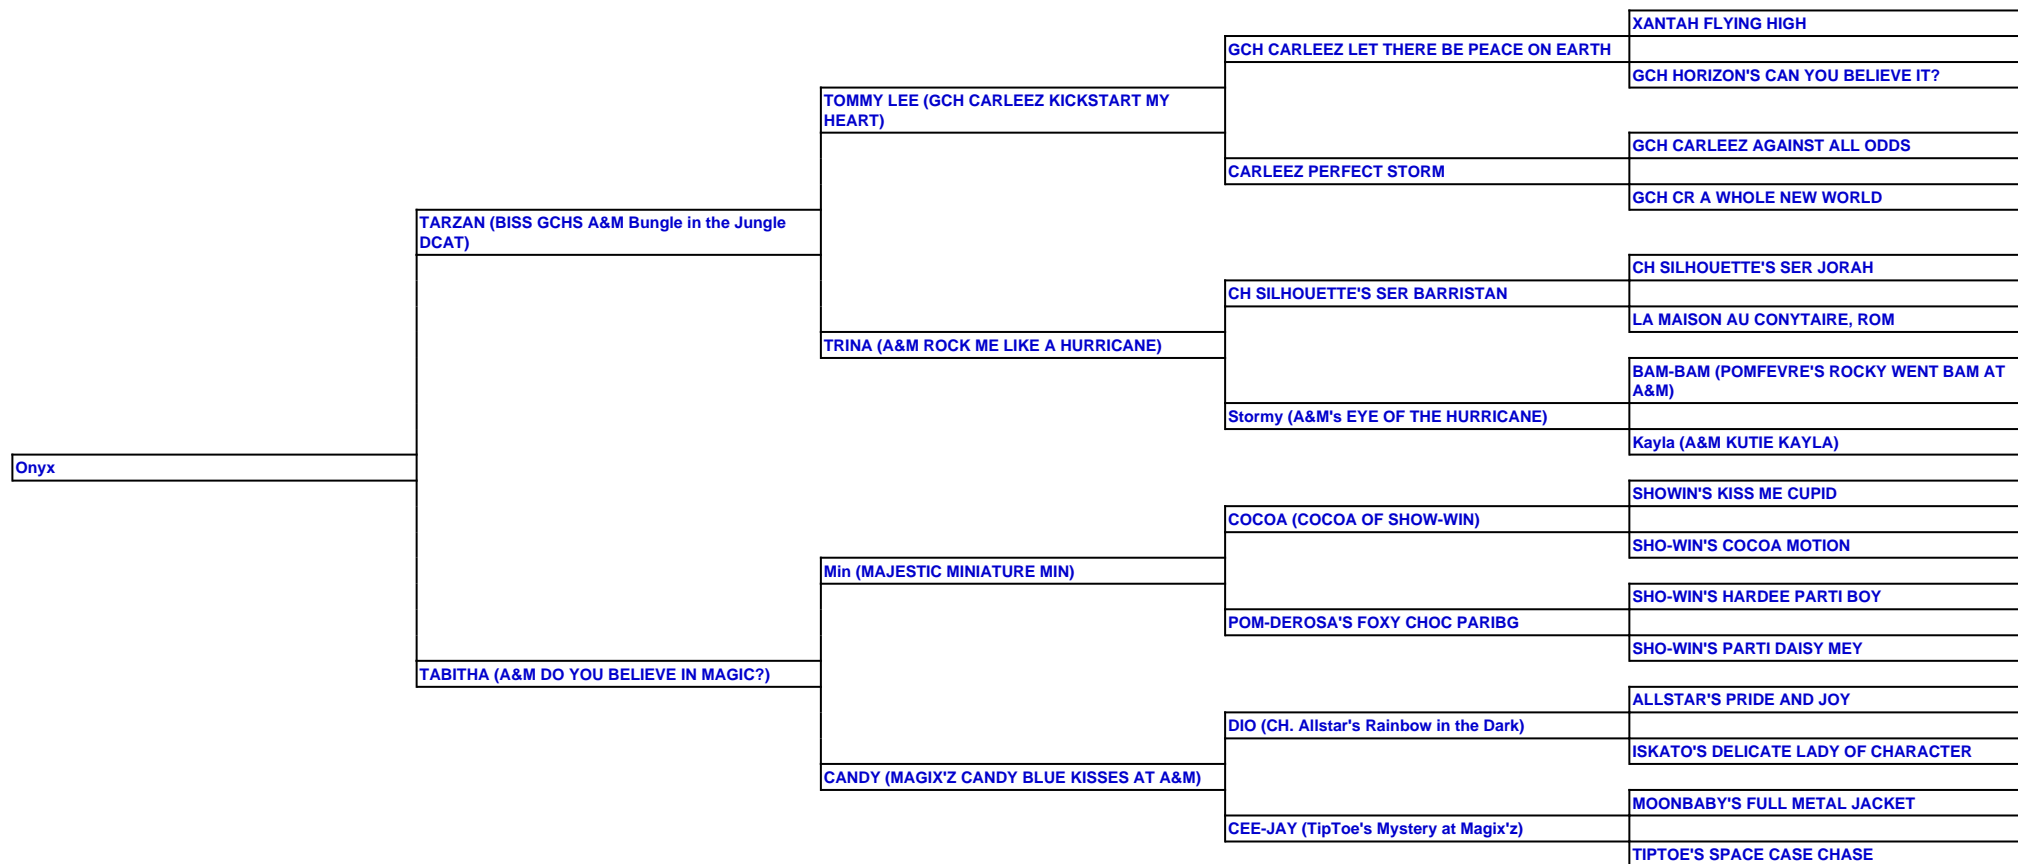 XANTAH FLYING HIGH
GCH CARLEEZ LET THERE BE PEACE ON EARTH
GCH HORIZON'S CAN YOU BELIEVE IT?
TOMMY LEE (GCH CARLEEZ KICKSTART MY
HEART)
GCH CARLEEZ AGAINST ALL ODDS
CARLEEZ PERFECT STORM
GCH CR A WHOLE NEW WORLD
TARZAN (BISS GCHS A&M Bungle in the Jungle
DCAT)
CH SILHOUETTE'S SER JORAH
CH SILHOUETTE'S SER BARRISTAN
LA MAISON AU CONYTAIRE, ROM
TRINA (A&M ROCK ME LIKE A HURRICANE)
BAM-BAM (POMFEVRE'S ROCKY WENT BAM AT
A&M)
Stormy (A&M's EYE OF THE HURRICANE)
Kayla (A&M KUTIE KAYLA)
Onyx
SHOWIN'S KISS ME CUPID
COCOA (COCOA OF SHOW-WIN)
SHO-WIN'S COCOA MOTION
Min (MAJESTIC MINIATURE MIN)
SHO-WIN'S HARDEE PARTI BOY
POM-DEROSA'S FOXY CHOC PARIBG
SHO-WIN'S PARTI DAISY MEY
TABITHA (A&M DO YOU BELIEVE IN MAGIC?)
ALLSTAR'S PRIDE AND JOY
DIO (CH. Allstar's Rainbow in the Dark)
ISKATO'S DELICATE LADY OF CHARACTER
CANDY (MAGIX'Z CANDY BLUE KISSES AT A&M)
MOONBABY'S FULL METAL JACKET
CEE-JAY (TipToe's Mystery at Magix'z)
TIPTOE'S SPACE CASE CHASE